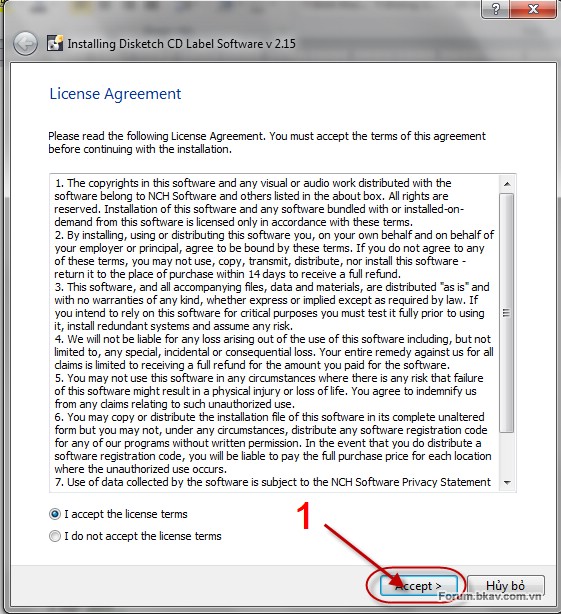 ?
X
Installing Disketch CD Label Software v 2.15
License Agreement
Please read the following License Agreement. You must accept the terms of this agreement
before continuing with the installation.
1. The copyrights in this software and any visual or audio work distributed with the
software belong to NCH Software and others listed in the about box. All rights are
reserved. Installation of this software and any software bundled with or installed-on-
demand from this software is licensed only in accordance with these terms.
2. By installing, using or distributing this software you, on your own behalf and on behalf of
your employer or principal, agree to be bound by these terms. If you do not agree to any
of these terms, you may not use, copy, transmit, distribute, nor install this software -
return it to the place of purchase within 14 days to receive a full refund.
3. This software, and all accompanying files, data and materials, are distributed "as is" and
with no warranties of any kind, whether express or implied except as required by law. If
you intend to rely on this software for critical purposes you must test it fully prior to using
it, install redundant systems and assume any risk.
4. We will not be liable for any loss arising out of the use of this software including, but not
limited to, any special, incidental or consequential loss. Your entire remedy against us for all
claims is limited to receiving a full refund for the amount you paid for the software.
5. You may not use this software in any circumstances where there is any risk that failure
of this software might result in a physical injury or loss of life. You agree to indemnify us
from any claims relating to such unauthorized use.
6. You may copy or distribute the installation file of this software in its complete unaltered
form but you may not, under any circumstances, distribute any software registration code
for any of our programs without written permission. In the event that you do distribute a
software registration code, you will be liable to pay the full purchase price for each location
where the unauthorized use occurs.
7. Use of data collected by the software is subject to the NCH Software Privacy Statement
I accept the license terms
I do not accept the license terms
1
Accept > Hủy bỏ
Forum.bkav.com.vn